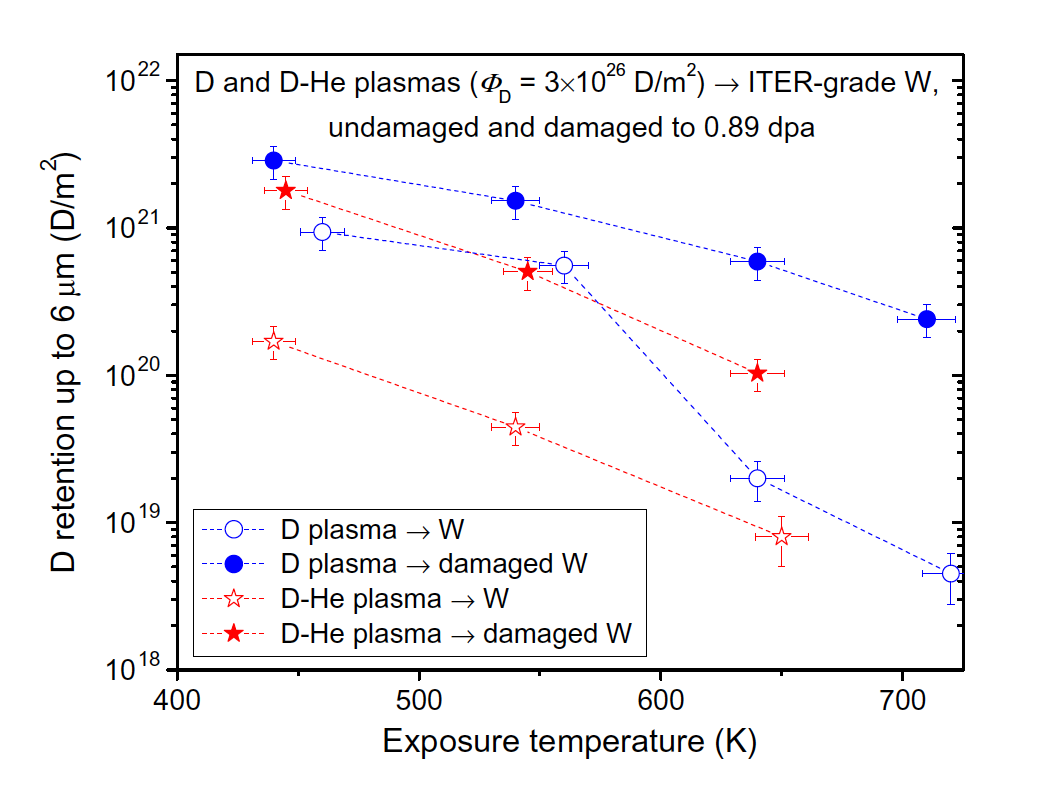 D and D-He plasmas (Φ_D = 3×10^26 D/m^2) → ITER-grade W,
undamaged and damaged to 0.89 dpa
D retention up to 6 μm (D/m^2)
10^22
10^21
10^20
10^19
10^18
D plasma → W
D plasma → damaged W
D-He plasma → W
D-He plasma → damaged W
400 500 600 700
Exposure temperature (K)